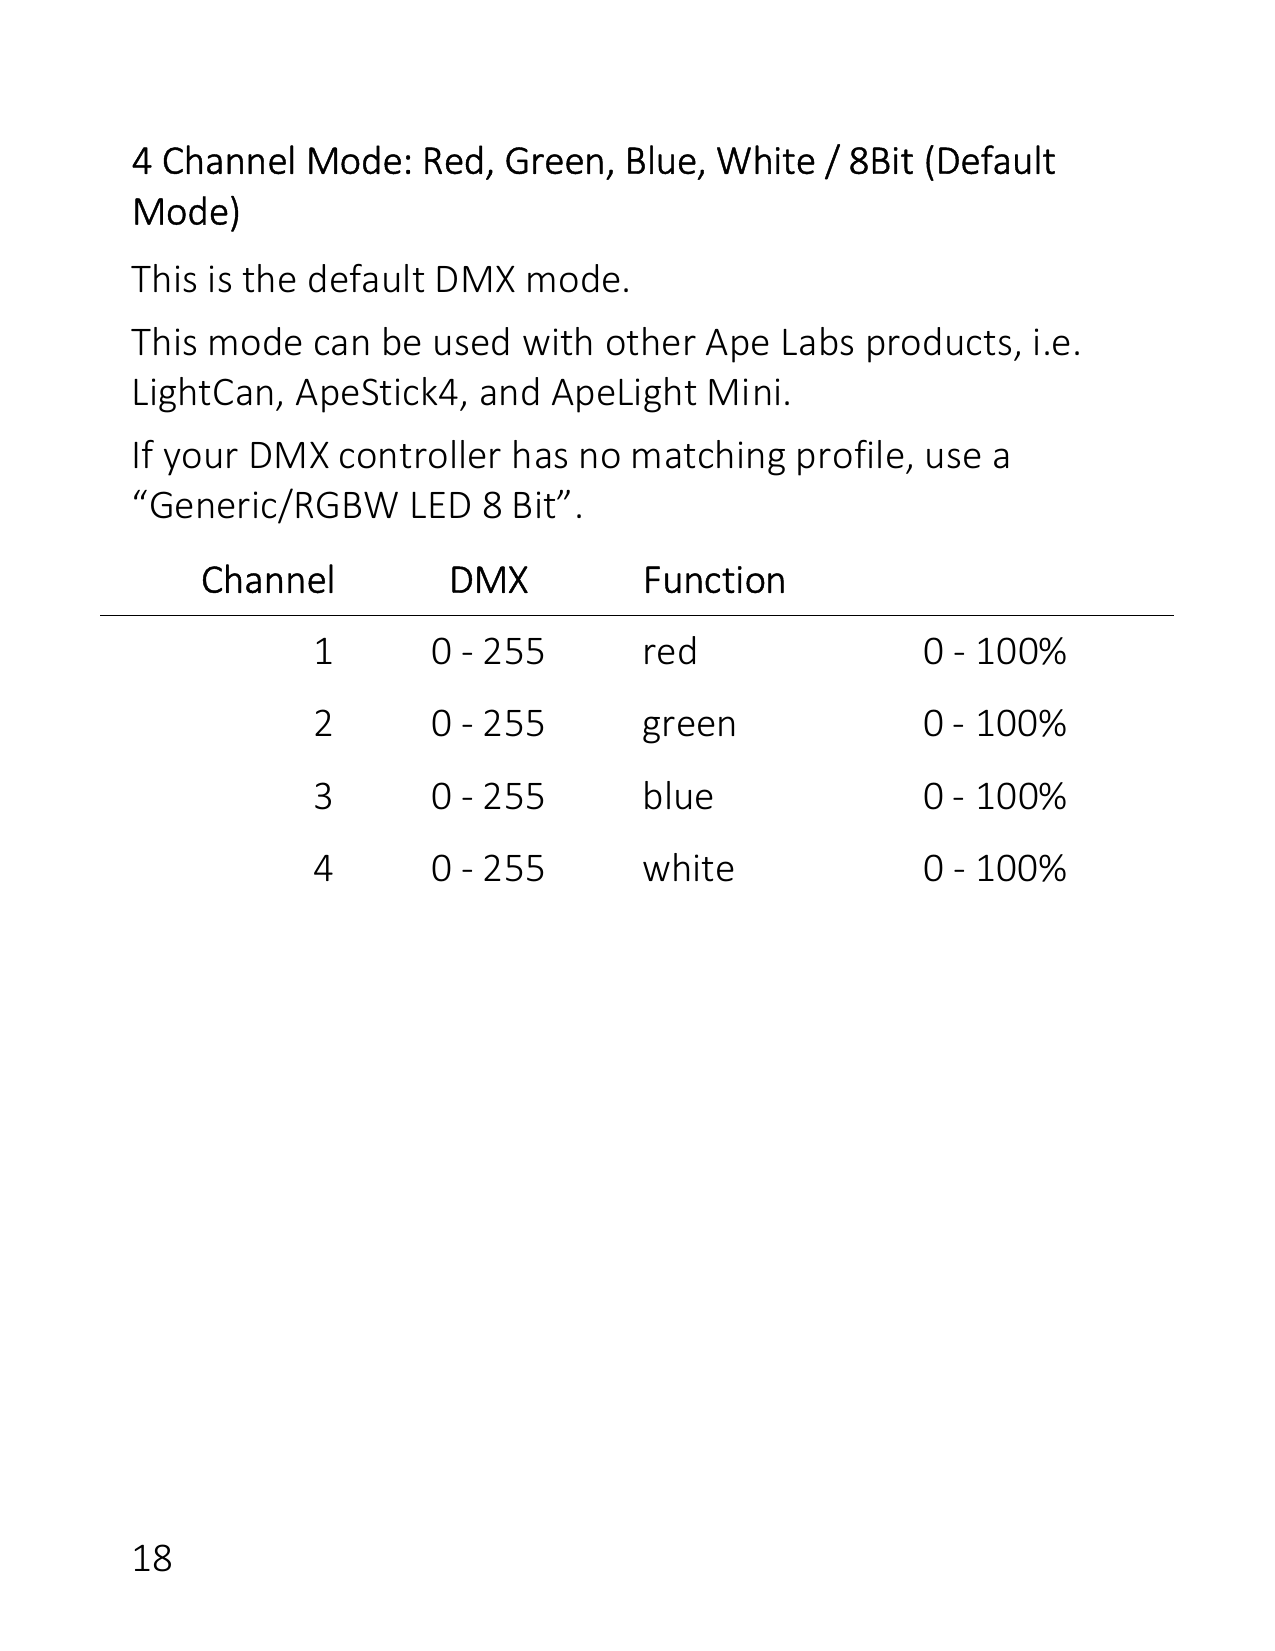 4 Channel Mode: Red, Green, Blue, White / 8Bit (Default
Mode)
This is the default DMX mode.
This mode can be used with other Ape Labs products, i.e.
LightCan, ApeStick4, and ApeLight Mini.
If your DMX controller has no matching profile, use a
“Generic/RGBW LED 8 Bit”.
Channel DMX Function
1 0 - 255 red 0 - 100%
2 0 - 255 green 0 - 100%
3 0 - 255 blue 0 - 100%
4 0 - 255 white 0 - 100%
18